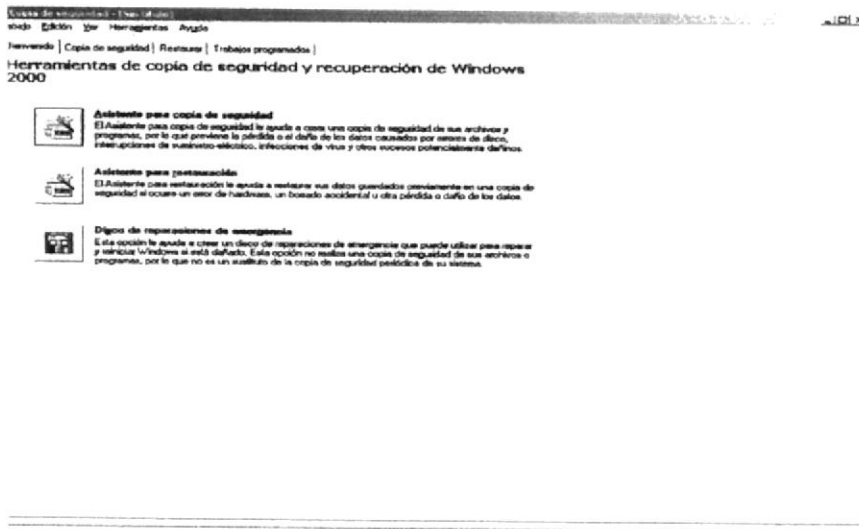 Copia de seguridad - [Sin título]
abajo Edición Ver Herramientas Ayuda
Bienvenido | Copia de seguridad | Restaurar | Trabajos programados |
Herramientas de copia de seguridad y recuperación de Windows
2000
Asistente para copia de seguridad
El Asistente para copia de seguridad le ayuda a crear una copia de seguridad de sus archivos y
programas, por lo que previene la pérdida o el daño de los datos causados por errores de disco,
interrupciones de suministro eléctrico, infecciones de virus y otros sucesos potencialmente dañinos.
Asistente para restauración
El Asistente para restauración le ayuda a restaurar sus datos guardados previamente en una copia de
seguridad si ocurre un error de hardware, un borrado accidental u otra pérdida o daño de los datos.
Disco de reparaciones de emergencia
Esta opción le ayuda a crear un disco de reparaciones de emergencia que puede utilizar para reparar
y reiniciar Windows si está dañado. Esta opción no realiza una copia de seguridad de sus archivos o
programas, por lo que no es un sustituto de la copia de seguridad periódica de su sistema.